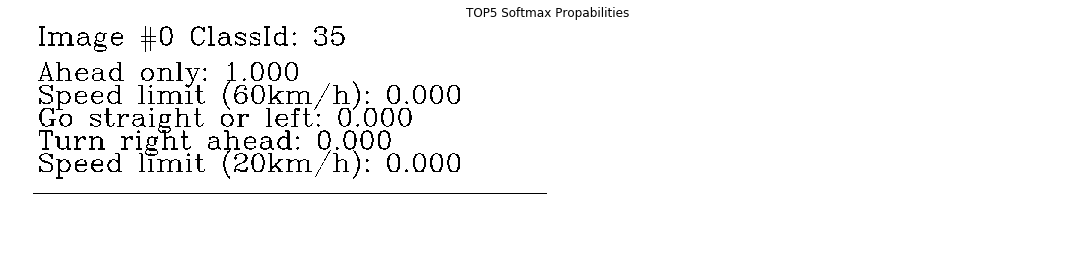 TOP5 Softmax Propabilities
Image #0 ClassId: 35
Ahead only: 1.000
Speed limit (60km/h): 0.000
Go straight or left: 0.000
Turn right ahead: 0.000
Speed limit (20km/h): 0.000